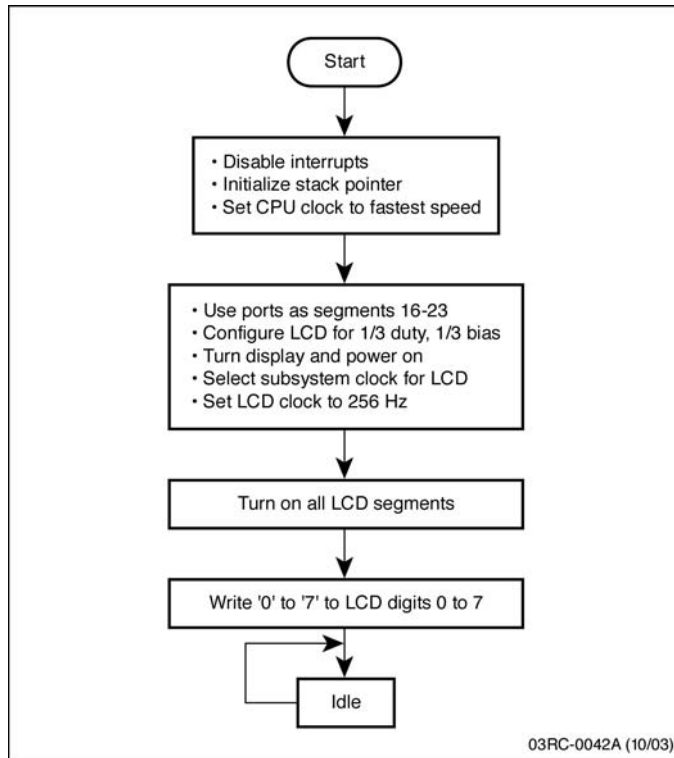 Start
• Disable interrupts
• Initialize stack pointer
• Set CPU clock to fastest speed
• Use ports as segments 16-23
• Configure LCD for 1/3 duty, 1/3 bias
• Turn display and power on
• Select subsystem clock for LCD
• Set LCD clock to 256 Hz
Turn on all LCD segments
Write '0' to '7' to LCD digits 0 to 7
Idle
03RC-0042A (10/03)